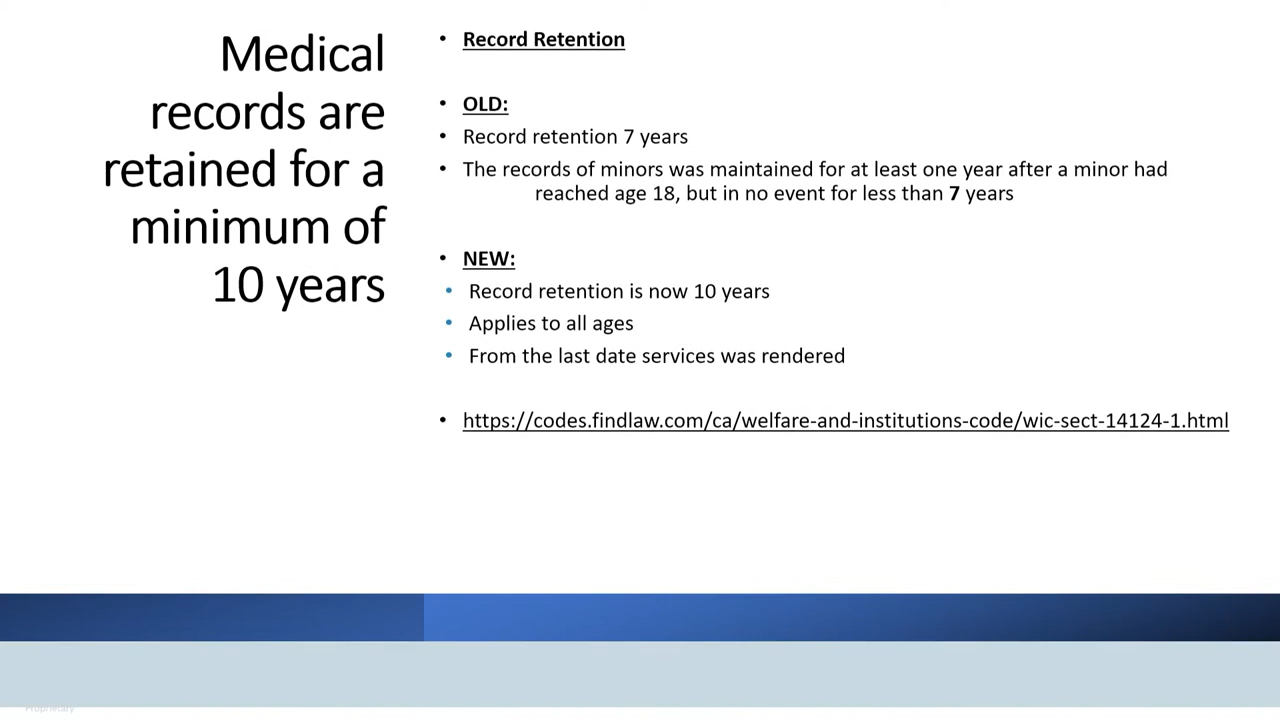 Medical
records are
retained for a
minimum of
10 years
• Record Retention
• OLD:
• Record retention 7 years
• The records of minors was maintained for at least one year after a minor had
reached age 18, but in no event for less than 7 years
• NEW:
• Record retention is now 10 years
• Applies to all ages
• From the last date services was rendered
• https://codes.findlaw.com/ca/welfare-and-institutions-code/wic-sect-14124-1.html
Proprietary